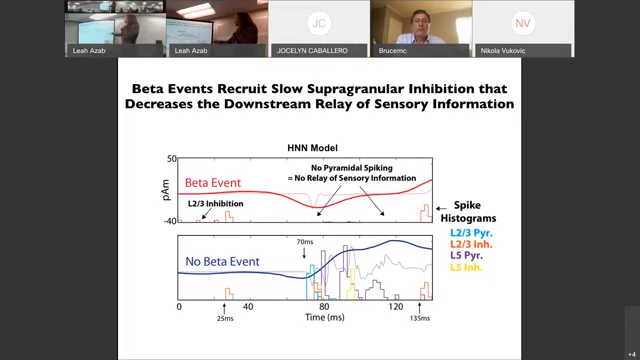 JC
NV
Leah Azab
Leah Azab
JOCELYN CABALLERO
Brucemc
Nikola Vukovic
Beta Events Recruit Slow Supragranular Inhibition that
Decreases the Downstream Relay of Sensory Information
HNN Model
50
pAm
-40
Beta Event
No Pyramidal Spiking
= No Relay of Sensory Information
L2/3 Inhibition
Spike
Histograms
L2/3 Pyr.
L2/3 Inh.
L5 Pyr.
L5 Inh.
No Beta Event
70ms
0
40
80
120
25ms
Time (ms)
135ms
+4